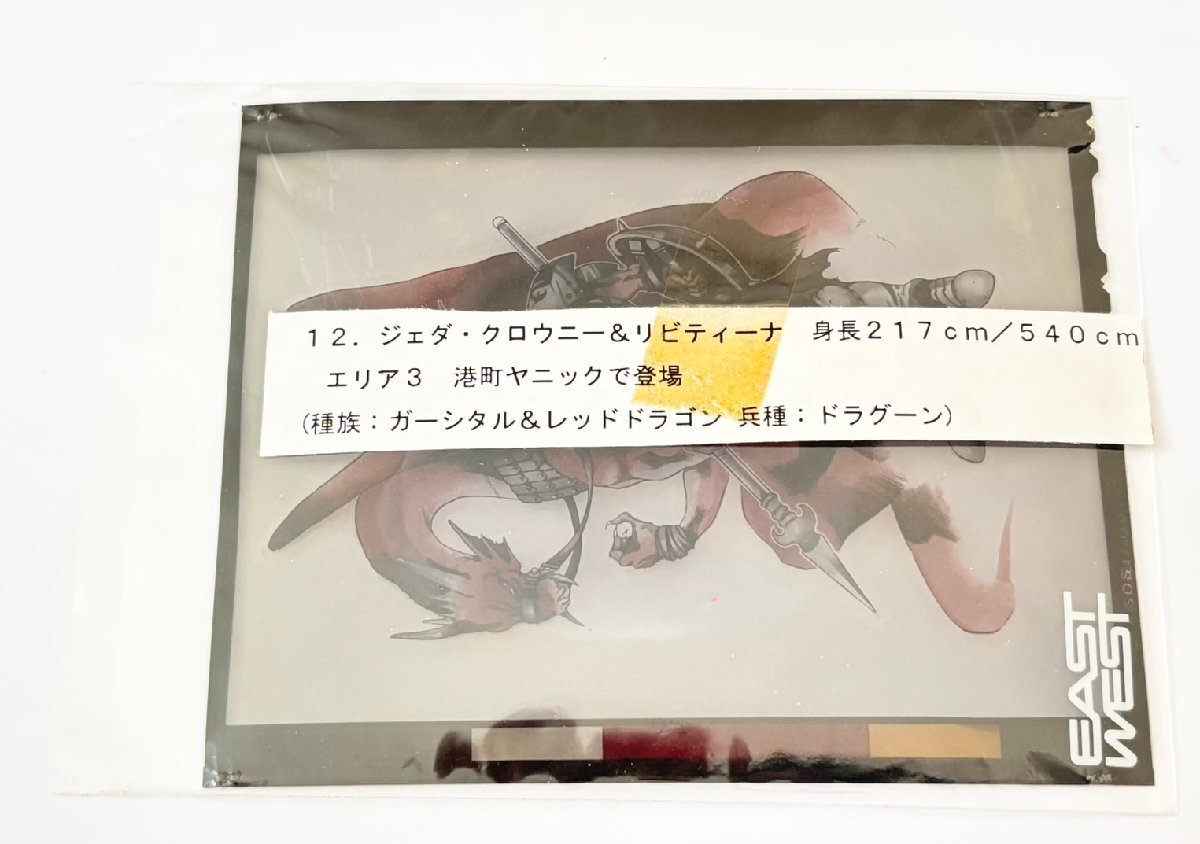 １２．ジェダ・クロウニー＆リビティーナ　身長２１７ｃｍ／５４０ｃｍ
エリア３　港町ヤニックで登場
（種族：ガーシタル＆レッドドラゴン 兵種：ドラグーン）
EAST
WEST